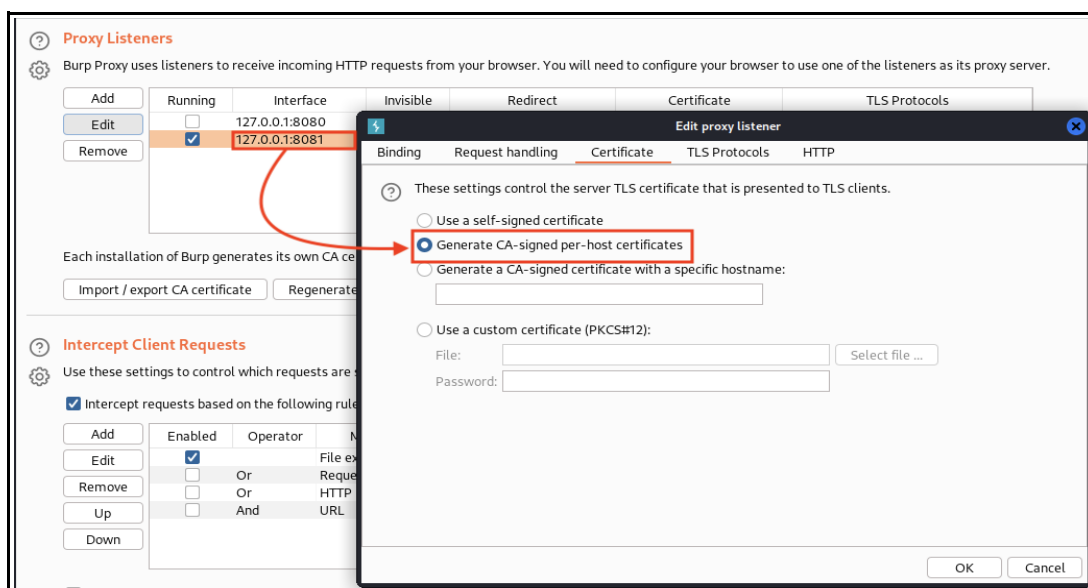 Proxy Listeners
Burp Proxy uses listeners to receive incoming HTTP requests from your browser. You will need to configure your browser to use one of the listeners as its proxy server.
Add
Running Interface Invisible Redirect Certificate TLS Protocols
Edit
127.0.0.1:8080
127.0.0.1:8081
Remove
Each installation of Burp generates its own CA ce
Import / export CA certificate Regenerate
Intercept Client Requests
Use these settings to control which requests are
Intercept requests based on the following rule
Add
Enabled Operator
Edit
File ex
Remove
Or Reque
Or HTTP
Up
And URL
Down
Edit proxy listener
Binding Request handling Certificate TLS Protocols HTTP
These settings control the server TLS certificate that is presented to TLS clients.
Use a self-signed certificate
Generate CA-signed per-host certificates
Generate a CA-signed certificate with a specific hostname:
Use a custom certificate (PKCS#12):
File: Select file ...
Password:
OK Cancel